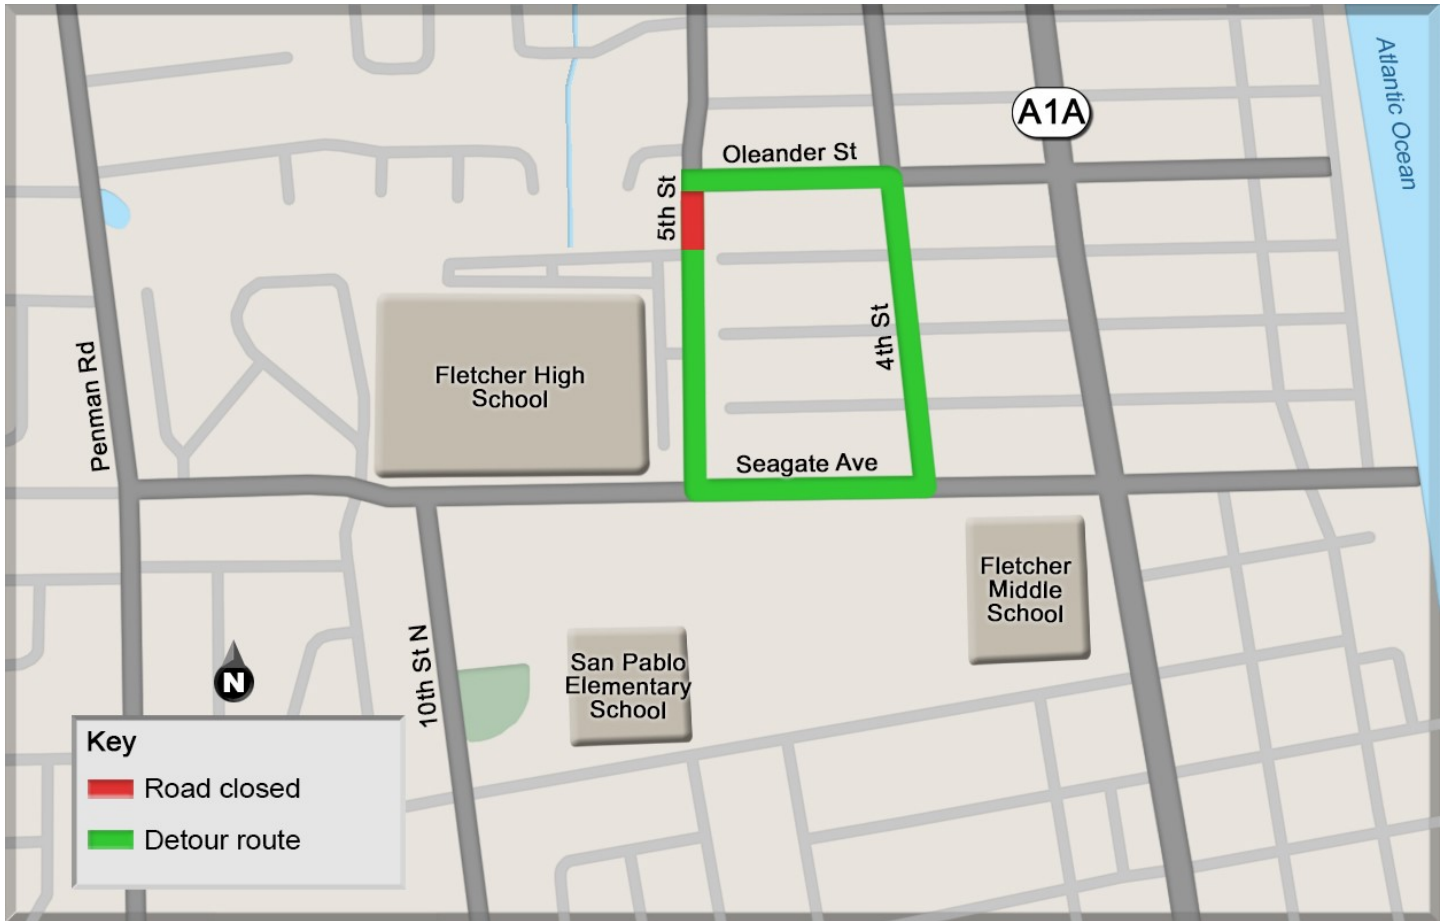 Atlantic Ocean
A1A
Oleander St
5th St
4th St
Penman Rd
Fletcher High
School
Seagate Ave
Fletcher
Middle
School
10th St N
San Pablo
Elementary
School
N
Key
Road closed
Detour route